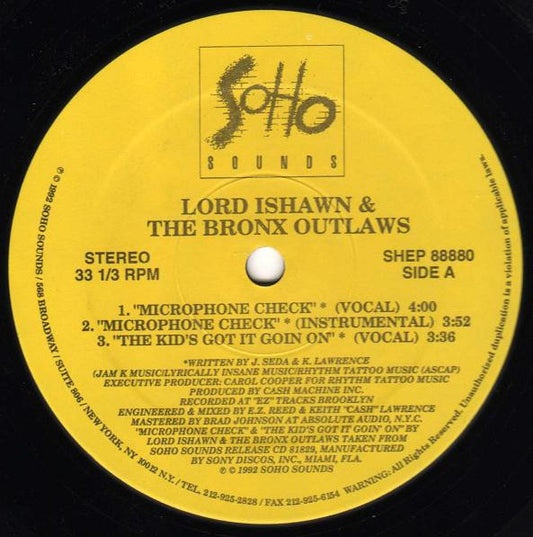 SoHo
SOUNDS
LORD ISHAWN &
THE BRONX OUTLAWS
STEREO
33 1/3 RPM
SHEP 88880
SIDE A
1. "MICROPHONE CHECK" * (VOCAL) 4:00
2. "MICROPHONE CHECK" * (INSTRUMENTAL) 3:52
3. "THE KID'S GOT IT GOIN ON" * (VOCAL) 3:36
*WRITTEN BY J. SEDA & K. LAWRENCE
(JAM K MUSIC/LYRICALLY INSANE MUSIC/RHYTHM TATTOO MUSIC (ASCAP)
EXECUTIVE PRODUCER: CAROL COOPER FOR RHYTHM TATTOO MUSIC
PRODUCED BY CASH MACHINE INC.
RECORDED AT "EZ" TRACKS BROOKLYN
ENGINEERED & MIXED BY E.Z. REED & KEITH "CASH" LAWRENCE
MASTERED BY BRAD JOHNSON AT ABSOLUTE AUDIO, N.Y.C.
"MICROPHONE CHECK" & "THE KID'S GOT IT GOIN ON" BY
LORD ISHAWN & THE BRONX OUTLAWS TAKEN FROM
SOHO SOUNDS RELEASE CD 81829, MANUFACTURED
BY SONY DISCOS, INC., MIAMI, FLA.
℗ © 1992 SOHO SOUNDS
℗ © 1992 SOHO SOUNDS / 568 BROADWAY / SUITE 806 / NEW YORK, NY 10012 N.Y. / TEL. 212-925-2828 / FAX 212-925-6154
WARNING: All Rights Reserved. Unauthorized duplication is a violation of applicable laws.